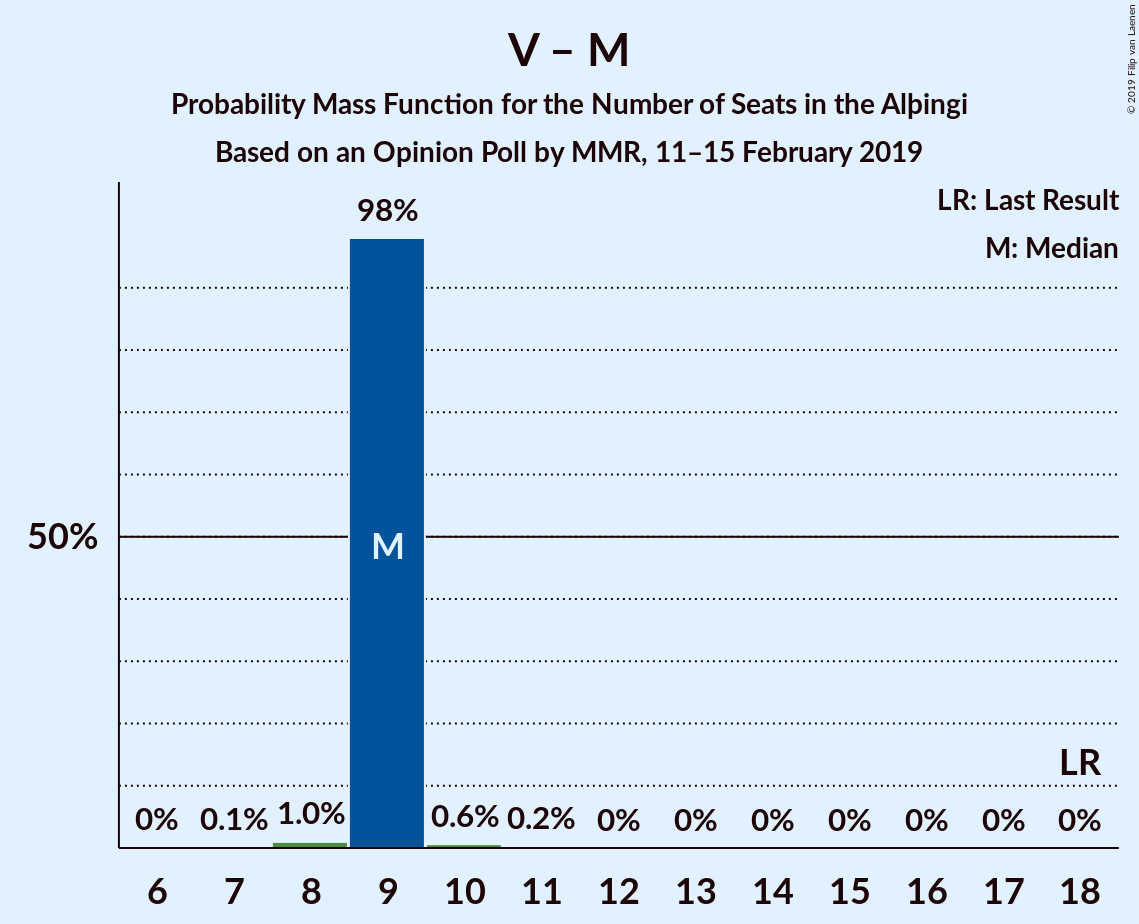 V – M
Probability Mass Function for the Number of Seats in the Alþingi
Based on an Opinion Poll by MMR, 11–15 February 2019
© 2019 Filip van Laenen
LR: Last Result
M: Median
98%
50%
M
LR
0% 0.1% 1.0% 0.6% 0.2% 0% 0% 0% 0% 0% 0% 0%
6 7 8 9 10 11 12 13 14 15 16 17 18